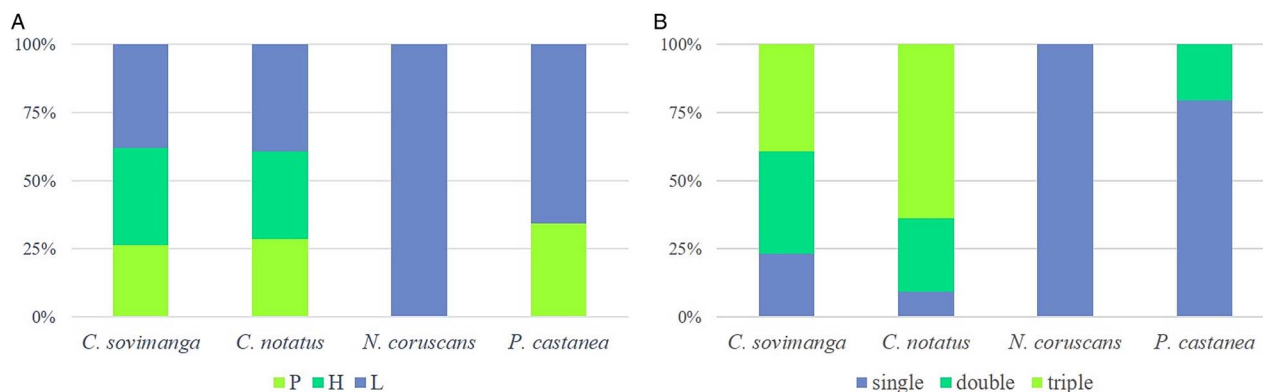 A
100%
75%
50%
25%
0%
C. sovimanga C. notatus N. coruscans P. castanea
P H L
B
100%
75%
50%
25%
0%
C. sovimanga C. notatus N. coruscans P. castanea
single double triple